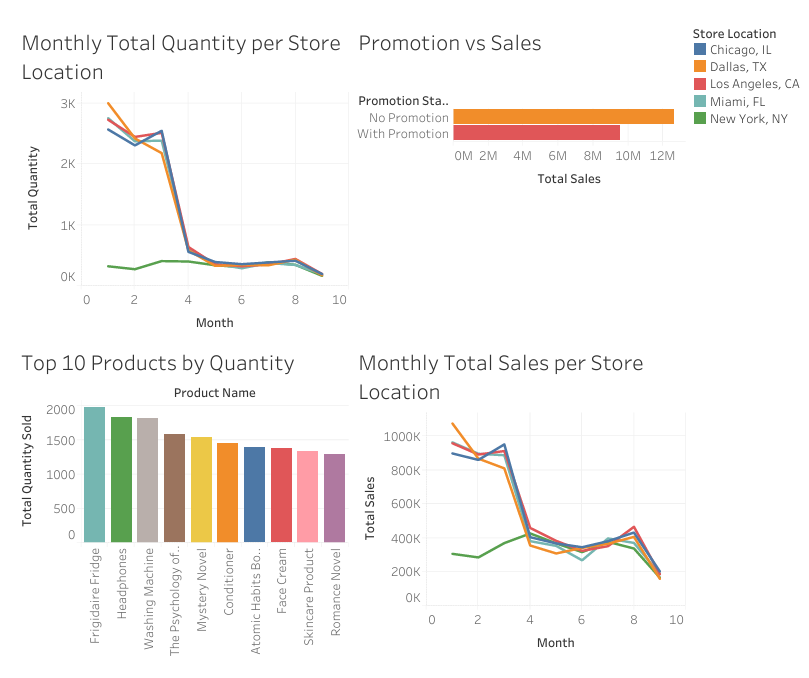 Monthly Total Quantity per Store
Location
3K
2K
1K
0K
Total Quantity
0 2 4 6 8 10
Month
Promotion vs Sales
Promotion Sta..
No Promotion
With Promotion
0M 2M 4M 6M 8M 10M 12M
Total Sales
Store Location
Chicago, IL
Dallas, TX
Los Angeles, CA
Miami, FL
New York, NY
Top 10 Products by Quantity
Product Name
2000
1500
1000
500
0
Total Quantity Sold
Frigidaire Fridge
Headphones
Washing Machine
The Psychology of..
Mystery Novel
Conditioner
Atomic Habits Bo..
Face Cream
Skincare Product
Romance Novel
Monthly Total Sales per Store
Location
1000K
800K
600K
400K
200K
0K
Total Sales
0 2 4 6 8 10
Month